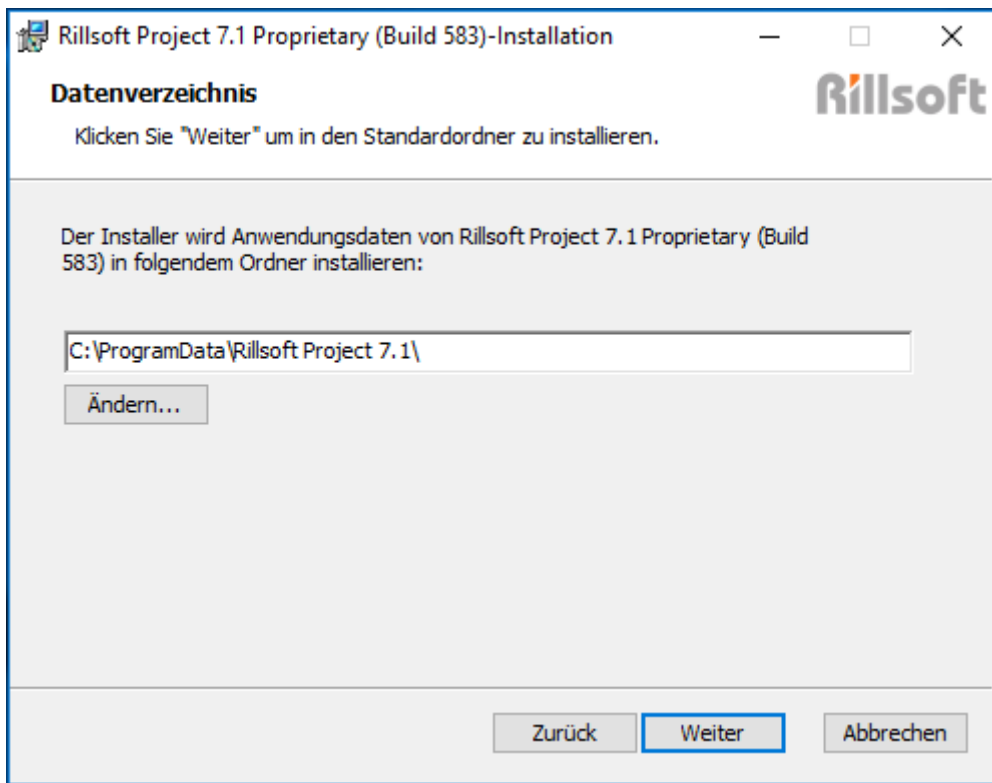 Rillsoft Project 7.1 Proprietary (Build 583)-Installation
Datenverzeichnis
Rillsoft
Klicken Sie "Weiter" um in den Standardordner zu installieren.
Der Installer wird Anwendungsdaten von Rillsoft Project 7.1 Proprietary (Build
583) in folgendem Ordner installieren:
C:\ProgramData\Rillsoft Project 7.1\
Ändern...
Zurück
Weiter
Abbrechen